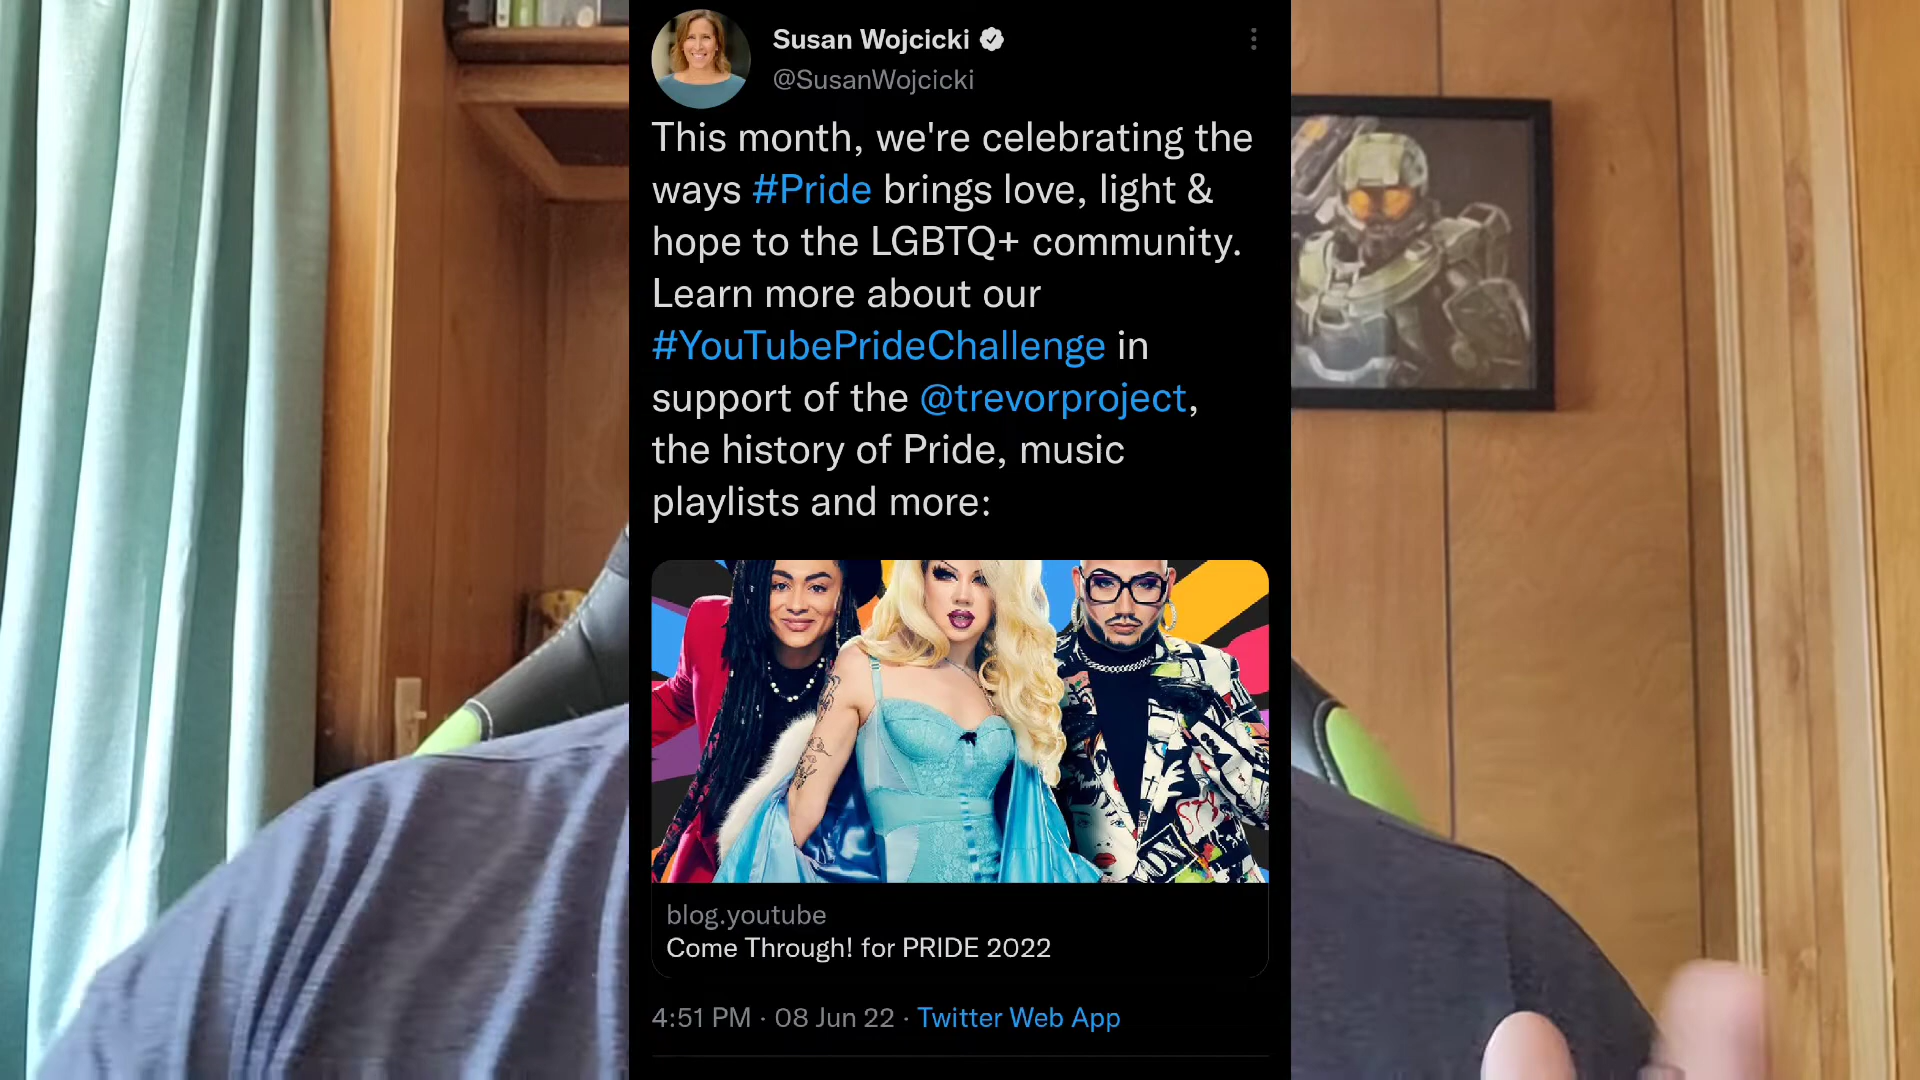 Susan Wojcicki
@SusanWojcicki
This month, we're celebrating the
ways #Pride brings love, light &
hope to the LGBTQ+ community.
Learn more about our
#YouTubePrideChallenge in
support of the @trevorproject,
the history of Pride, music
playlists and more:
blog.youtube
Come Through! for PRIDE 2022
4:51 PM · 08 Jun 22 · Twitter Web App